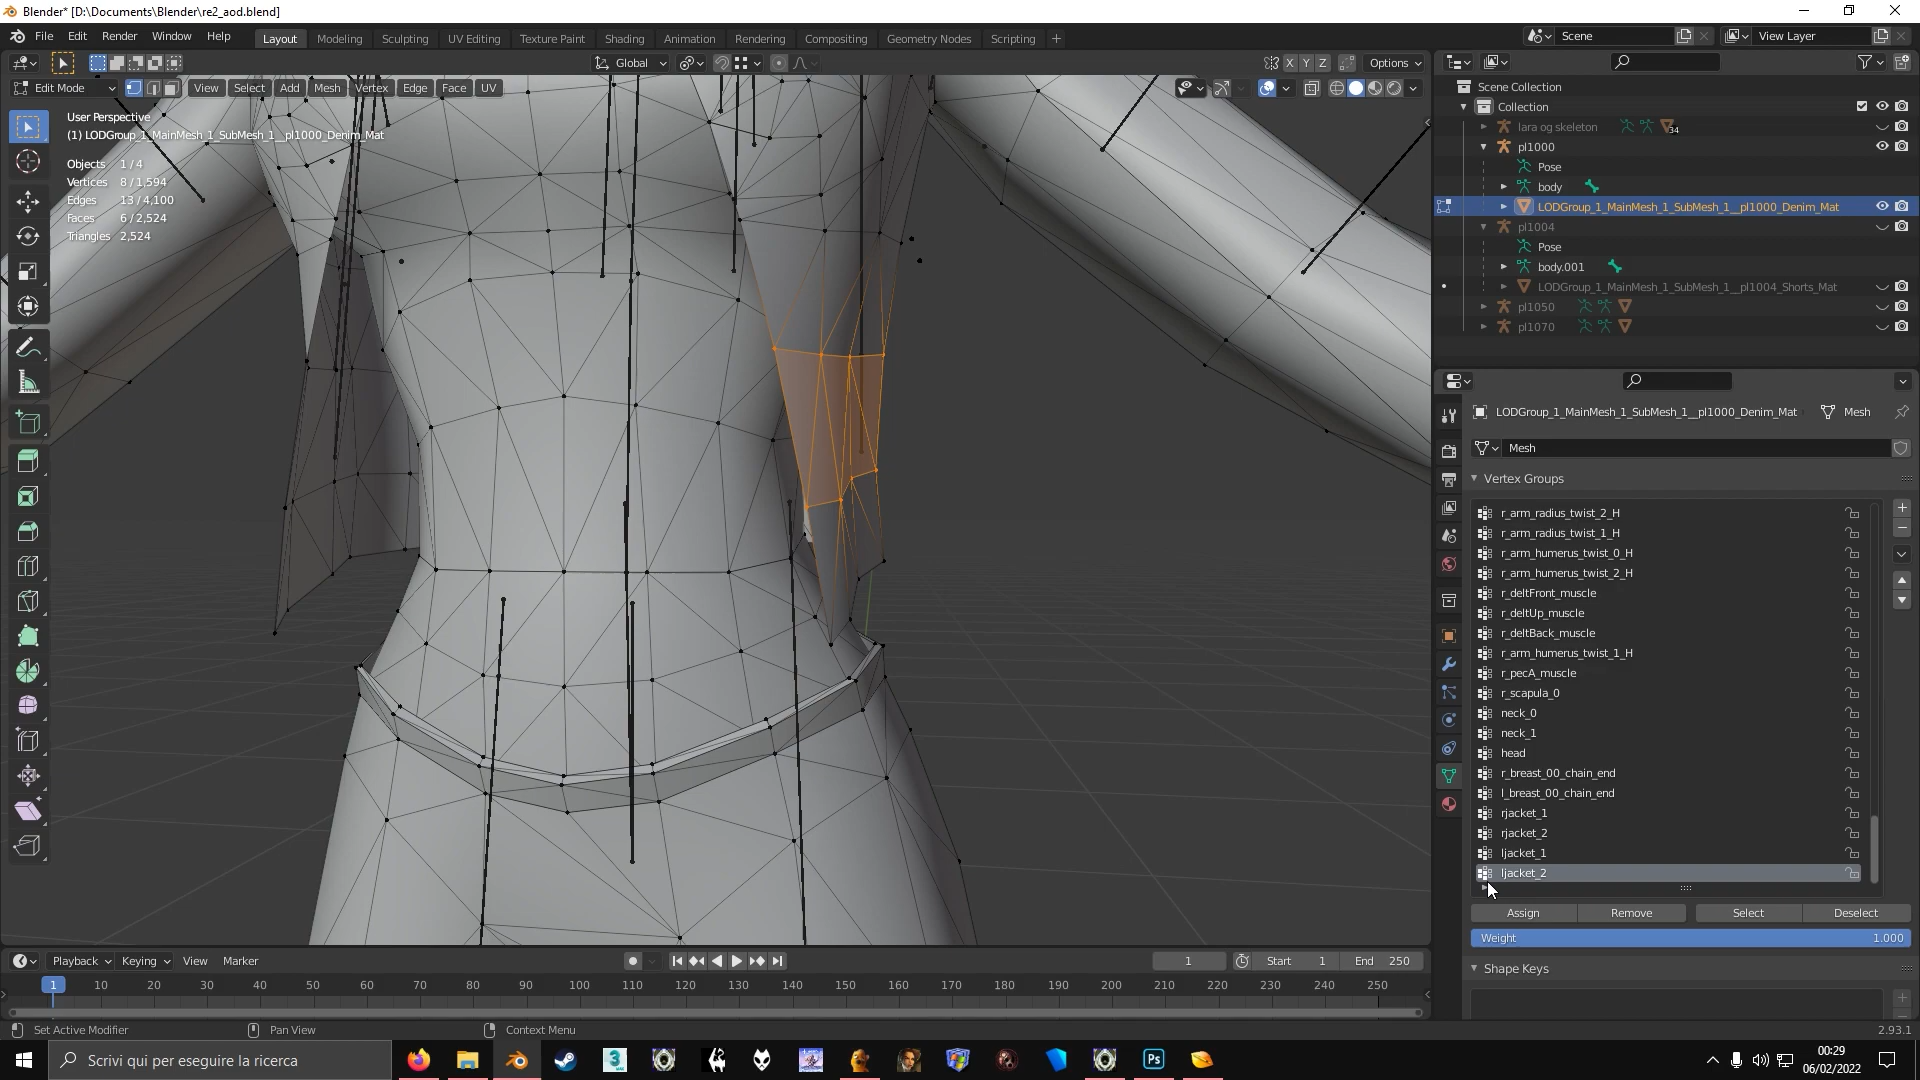 Blender* [D:\Documents\Blender\re2_aod.blend]
File Edit Render Window Help Layout Modeling Sculpting UV Editing Texture Paint Shading Animation Rendering Compositing Geometry Nodes Scripting + Scene View Layer
Global X Y Z Options
Edit Mode View Select Add Mesh Vertex Edge Face UV
User Perspective
(1) LODGroup_1_MainMesh_1_SubMesh_1__pl1000_Denim_Mat
Objects 1/4
Vertices 8/1,594
Edges 13/4,100
Faces 6/2,524
Triangles 2,524
Scene Collection
Collection
lara og skeleton 34
pl1000
Pose
body
LODGroup_1_MainMesh_1_SubMesh_1__pl1000_Denim_Mat
pl1004
Pose
body.001
LODGroup_1_MainMesh_1_SubMesh_1__pl1004_Shorts_Mat
pl1050
pl1070
LODGroup_1_MainMesh_1_SubMesh_1__pl1000_Denim_Mat Mesh
Mesh
Vertex Groups
r_arm_radius_twist_2_H
r_arm_radius_twist_1_H
r_arm_humerus_twist_0_H
r_arm_humerus_twist_2_H
r_deltFront_muscle
r_deltUp_muscle
r_deltBack_muscle
r_arm_humerus_twist_1_H
r_pecA_muscle
r_scapula_0
neck_0
neck_1
head
r_breast_00_chain_end
l_breast_00_chain_end
rjacket_1
rjacket_2
ljacket_1
ljacket_2
Assign Remove Select Deselect
Weight 1.000
Shape Keys
Playback Keying View Marker 1 Start 1 End 250
1 10 20 30 40 50 60 70 80 90 100 110 120 130 140 150 160 170 180 190 200 210 220 230 240 250
Set Active Modifier Pan View Context Menu 2.93.1
Scrivi qui per eseguire la ricerca
00:29
06/02/2022